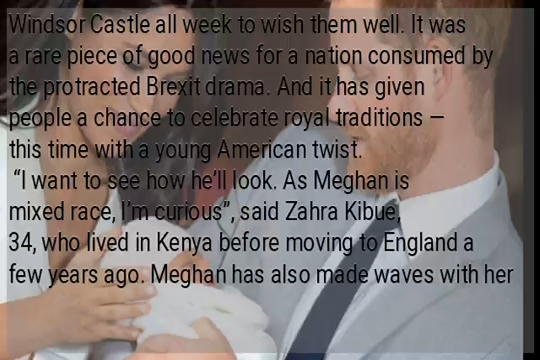 Windsor Castle all week to wish them well. It was
a rare piece of good news for a nation consumed by
the protracted Brexit drama. And it has given
people a chance to celebrate royal traditions —
this time with a young American twist.
“I want to see how he’ll look. As Meghan is
mixed race, I’m curious”, said Zahra Kibue,
34, who lived in Kenya before moving to England a
few years ago. Meghan has also made waves with her